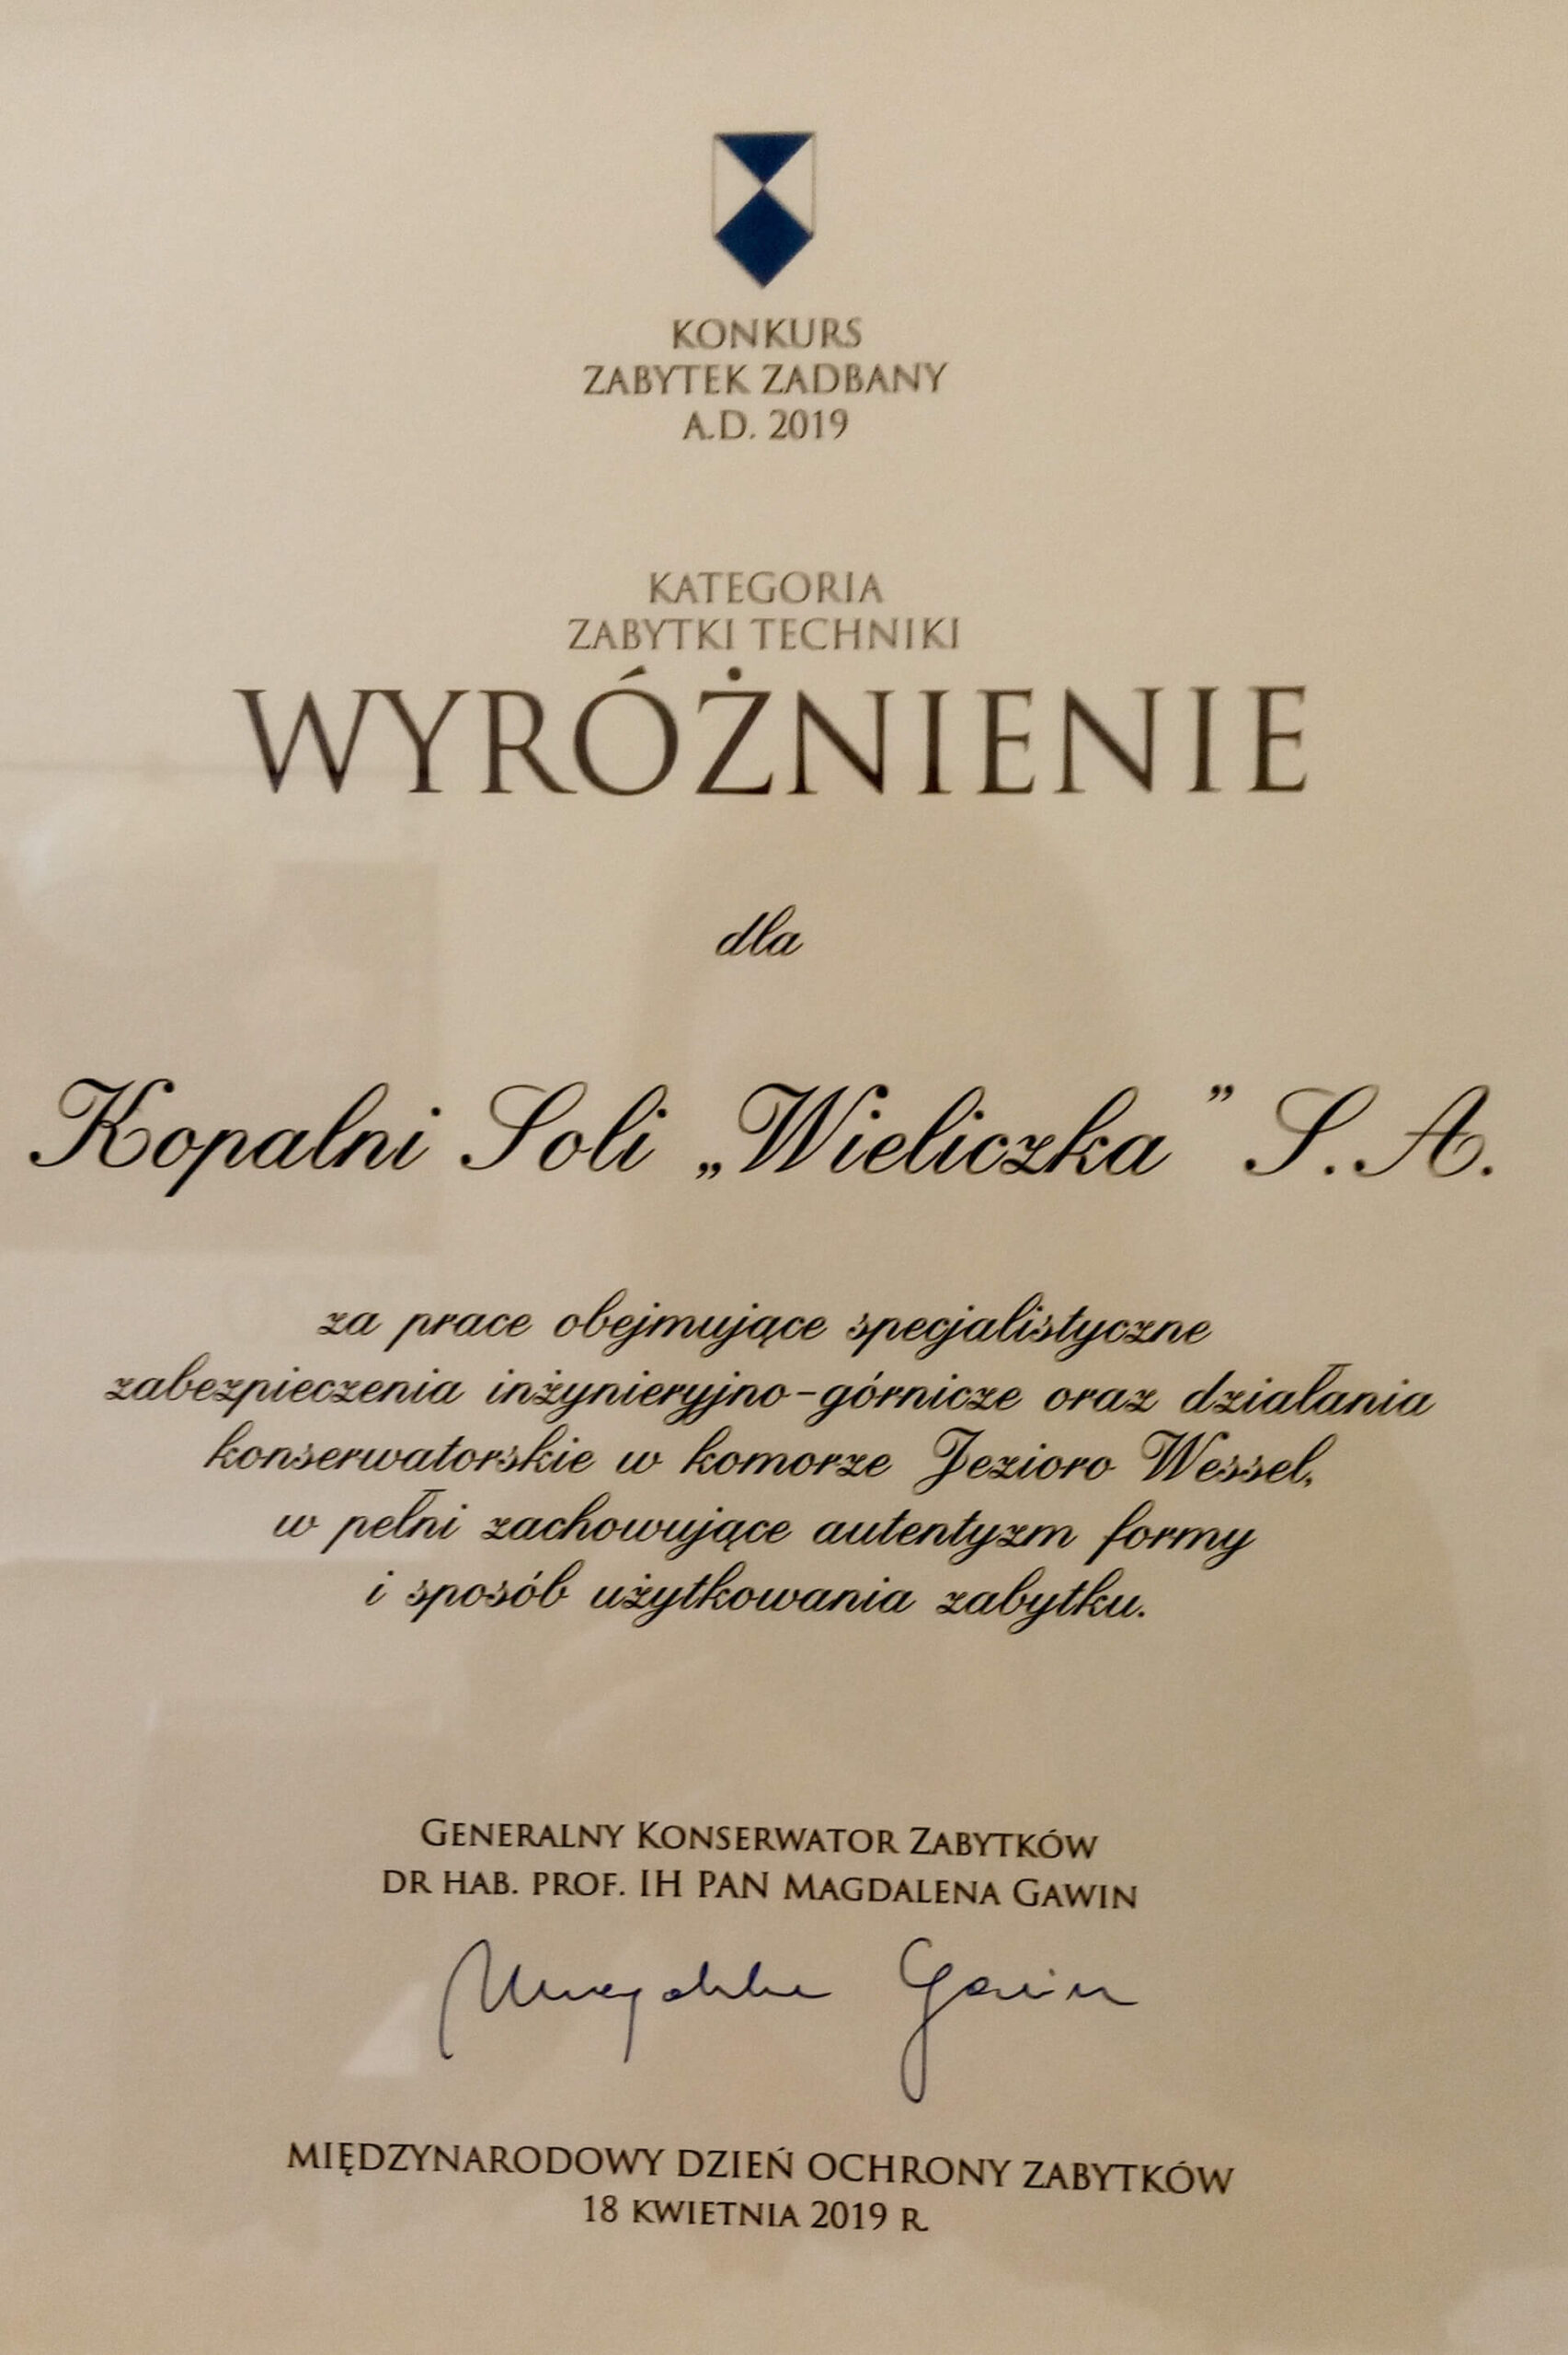 KONKURS
ZABYTEK ZADBANY
A.D. 2019
KATEGORIA
ZABYTKI TECHNIKI
WYRÓŻNIENIE
dla
Kopalni Soli „Wieliczka” S.A.
za prace obejmujące specjalistyczne
zabezpieczenia inżynieryjno-górnicze oraz działania
konserwatorskie w komorze Jezioro Wessel,
w pełni zachowujące autentyzm formy
i sposób użytkowania zabytku.
GENERALNY KONSERWATOR ZABYTKÓW
DR HAB. PROF. IH PAN MAGDALENA GAWIN
Magdalena Gawin
MIĘDZYNARODOWY DZIEŃ OCHRONY ZABYTKÓW
18 KWIETNIA 2019 R.